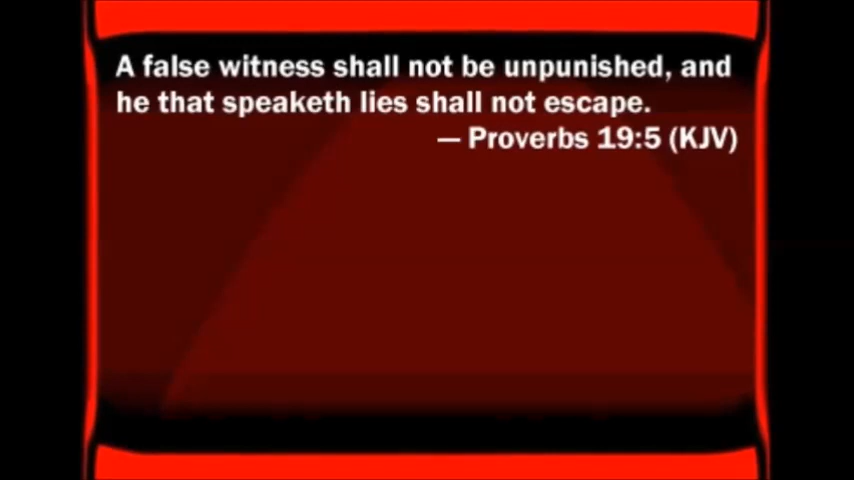 A false witness shall not be unpunished, and
he that speaketh lies shall not escape.
— Proverbs 19:5 (KJV)